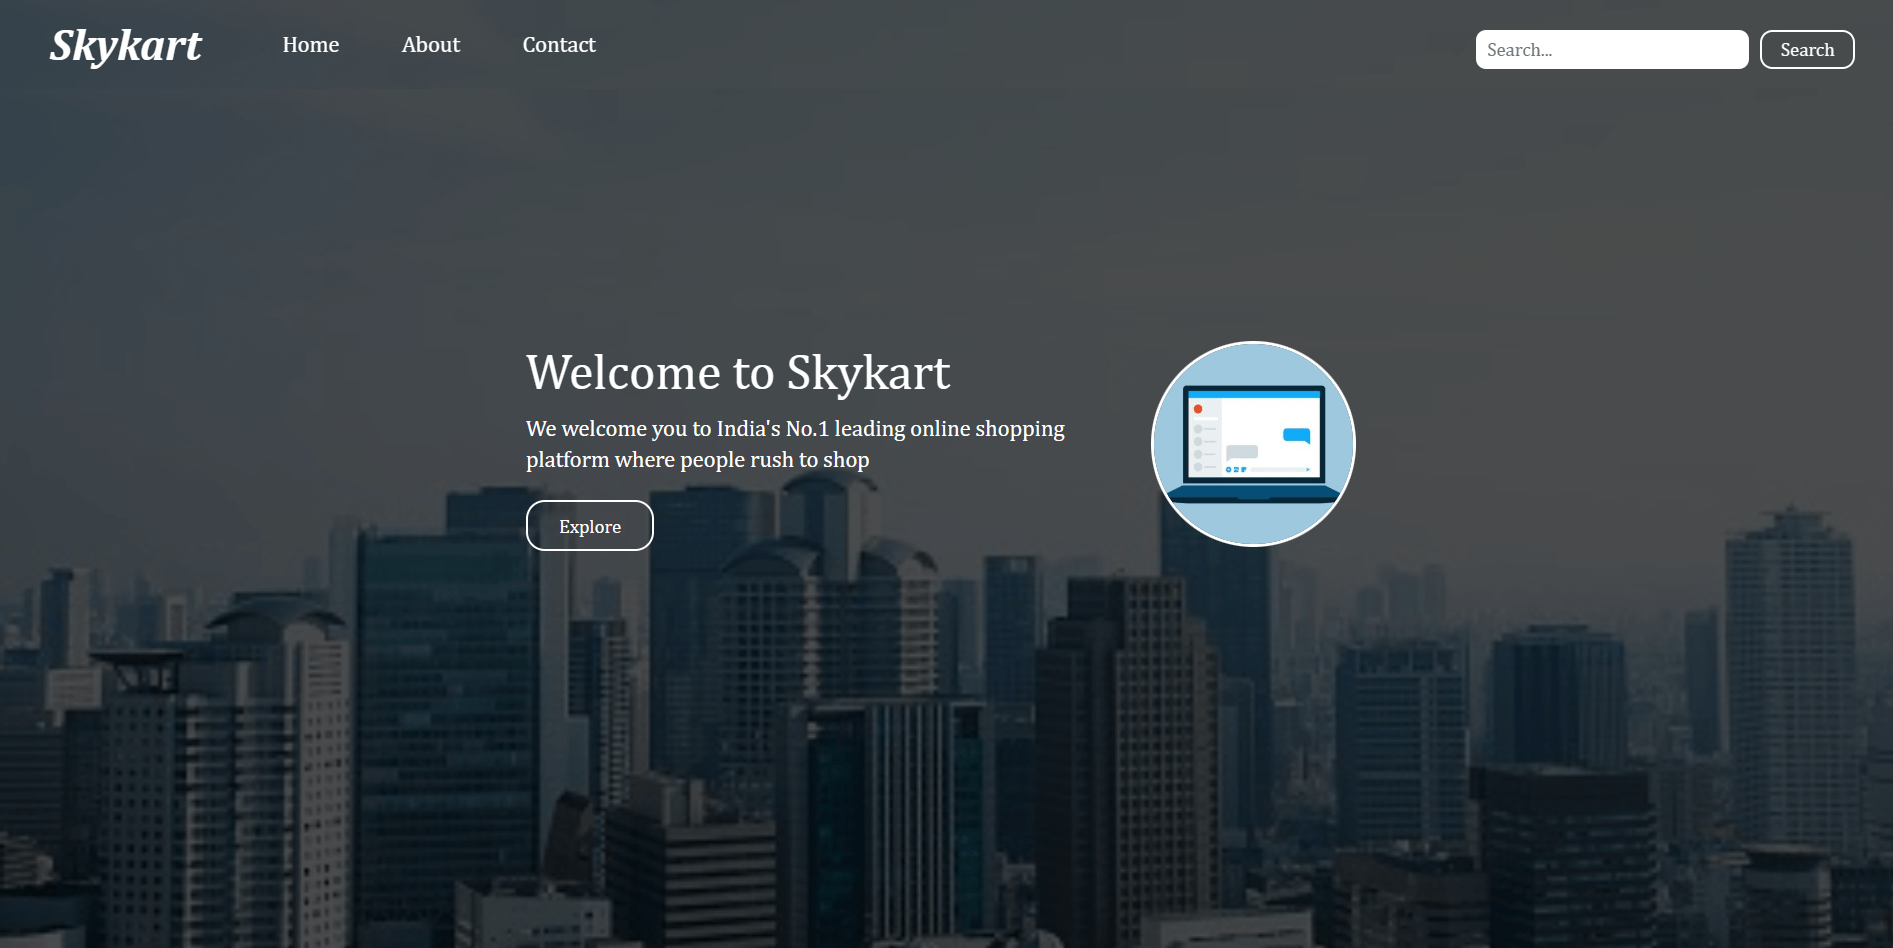 Skykart
Home
About
Contact
Search...
Search
Welcome to Skykart
We welcome you to India's No.1 leading online shopping
platform where people rush to shop
Explore